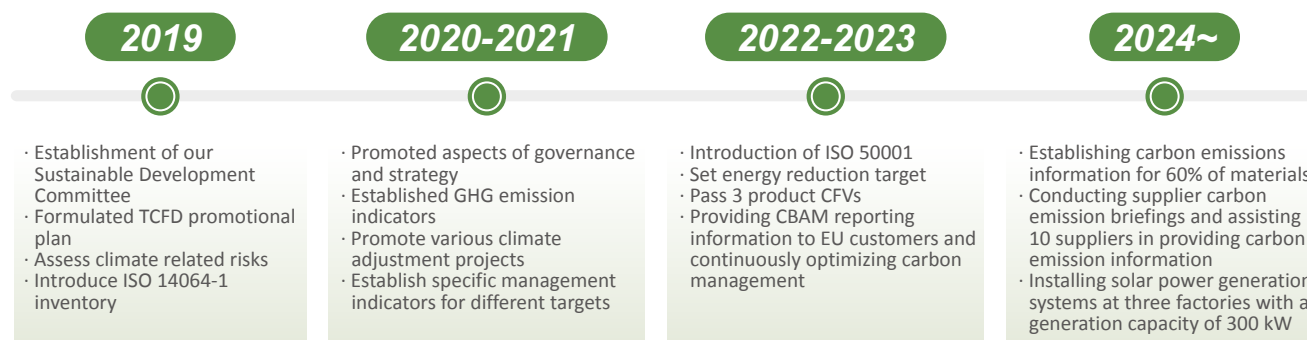 2019
· Establishment of our
Sustainable Development
Committee
· Formulated TCFD promotional
plan
· Assess climate related risks
· Introduce ISO 14064-1
inventory
2020-2021
· Promoted aspects of governance
and strategy
· Established GHG emission
indicators
· Promote various climate
adjustment projects
· Establish specific management
indicators for different targets
2022-2023
· Introduction of ISO 50001
· Set energy reduction target
· Pass 3 product CFVs
· Providing CBAM reporting
information to EU customers and
continuously optimizing carbon
management
2024~
· Establishing carbon emissions
information for 60% of materials
· Conducting supplier carbon
emission briefings and assisting
10 suppliers in providing carbon
emission information
· Installing solar power generation
systems at three factories with a
generation capacity of 300 kW